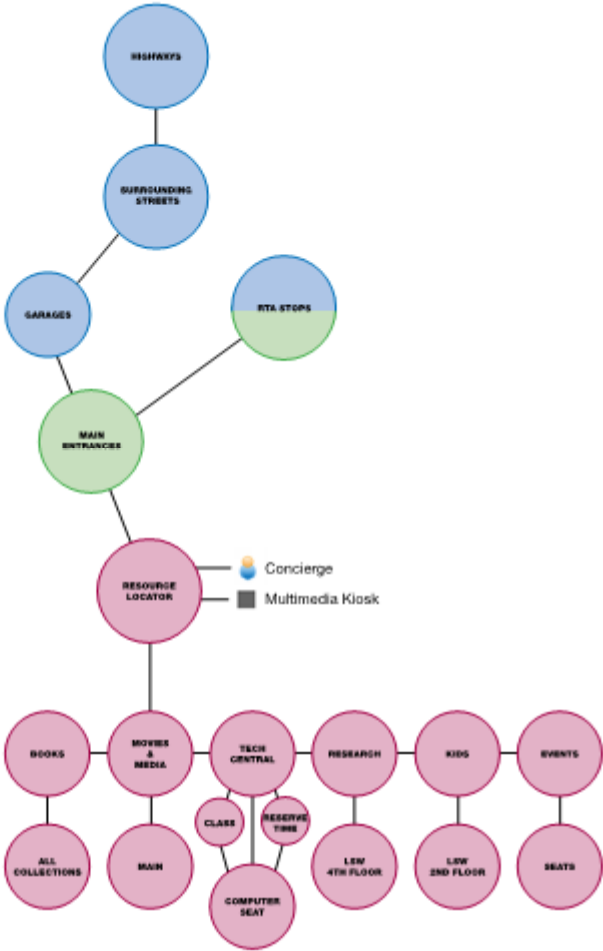 HIGHWAYS
SURROUNDING
STREETS
GARAGES
RTA STOPS
MAIN
ENTRANCES
RESOURCE
LOCATOR
Concierge
Multimedia Kiosk
BOOKS
MOVIES
&
MEDIA
TECH
CENTRAL
RESEARCH
KIDS
EVENTS
CLASS
RESERVE
TIME
ALL
COLLECTIONS
MAIN
COMPUTER
SEAT
LSW
4TH FLOOR
LSW
2ND FLOOR
SEATS